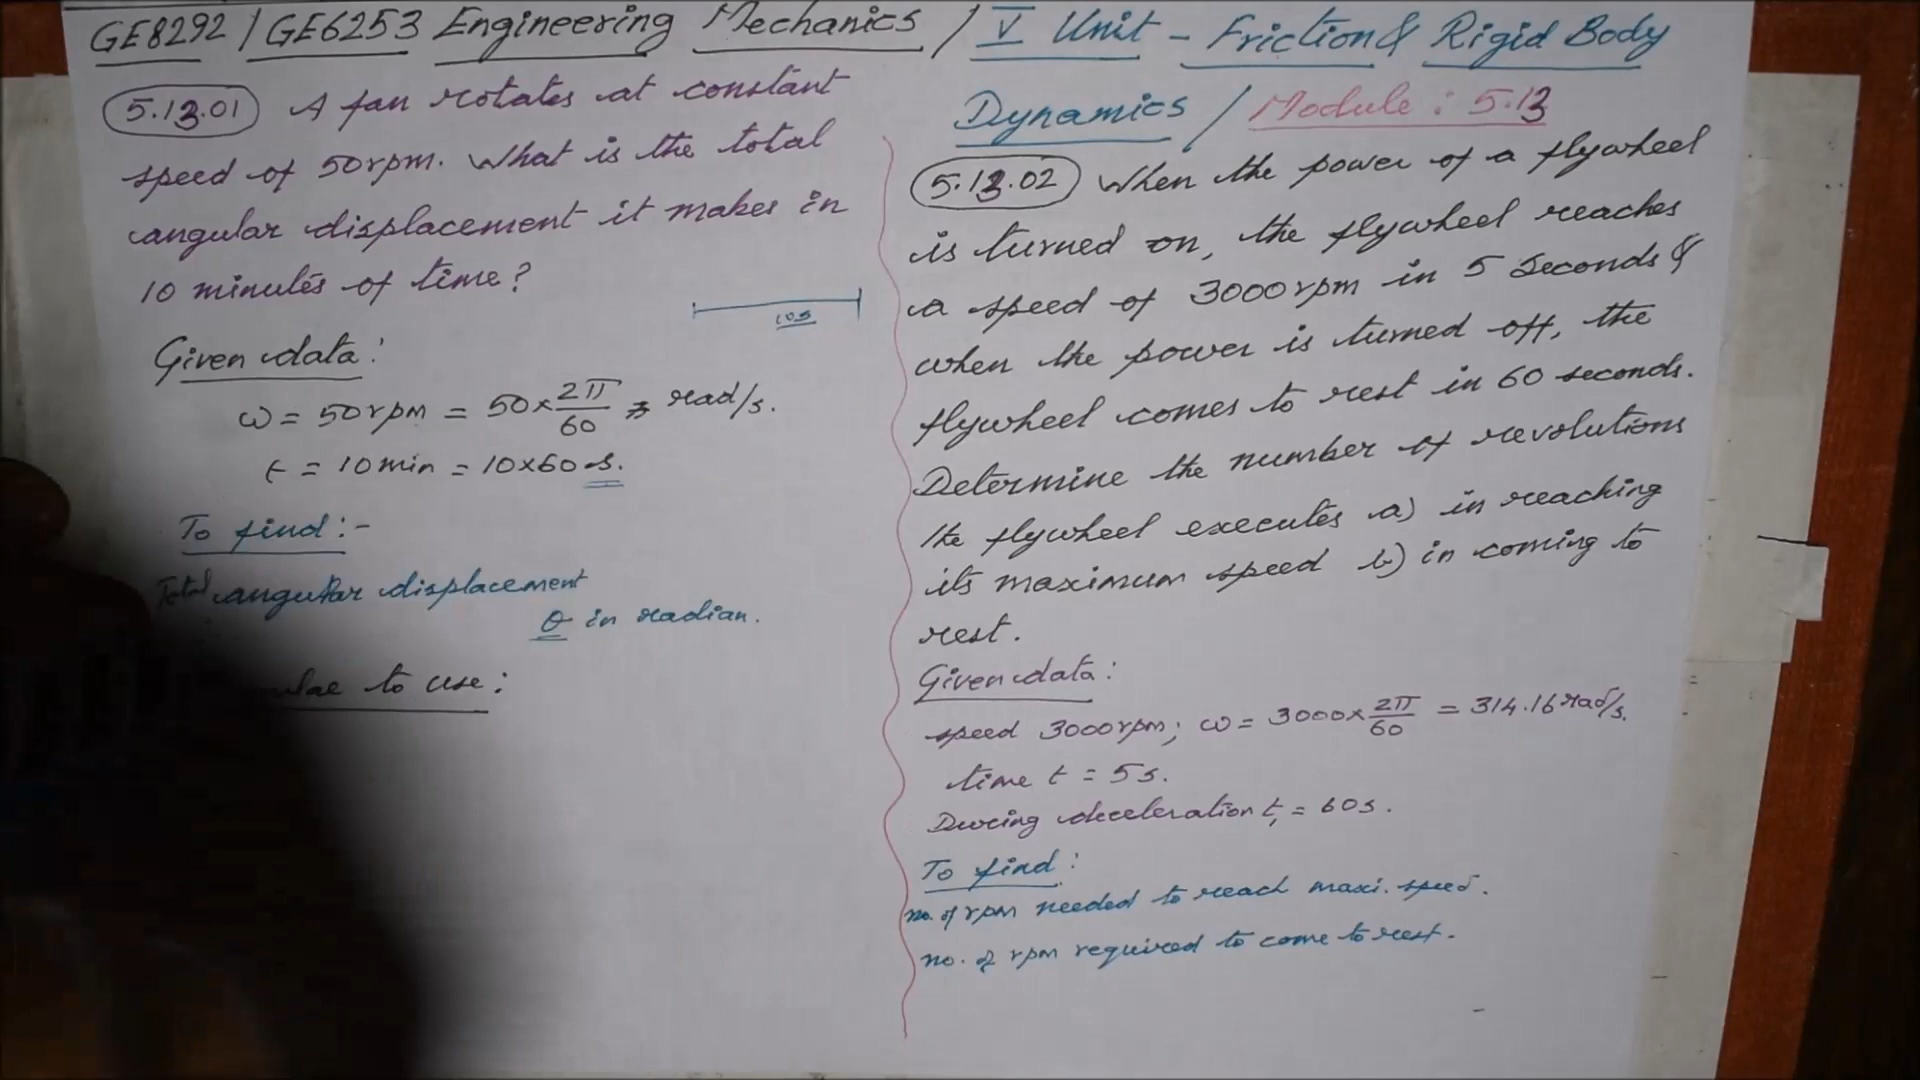 GE8292 / GE6253 Engineering Mechanics / V Unit - Friction & Rigid Body
Dynamics / Module : 5.13
5.13.01 A fan rotates at constant
speed of 50rpm. What is the total
angular displacement it makes in
10 minutes of time?
10s
Given data:
ω = 50rpm = 50×2π/60 = rad/s.
t = 10min = 10×60 s.
To find:-
Total angular displacement
θ in radian.
to use:
5.13.02 When the power of a flywheel
is turned on, the flywheel reaches
a speed of 3000rpm in 5 seconds &
when the power is turned off, the
flywheel comes to rest in 60 seconds.
Determine the number of revolutions
the flywheel executes a) in reaching
its maximum speed b) in coming to
rest.
Given data:
speed 3000rpm; ω = 3000×2π/60 = 314.16 rad/s.
time t = 5s.
During deceleration t₁ = 60s.
To find:
no. of rpm needed to reach maxi. speed.
no. of rpm required to come to rest.